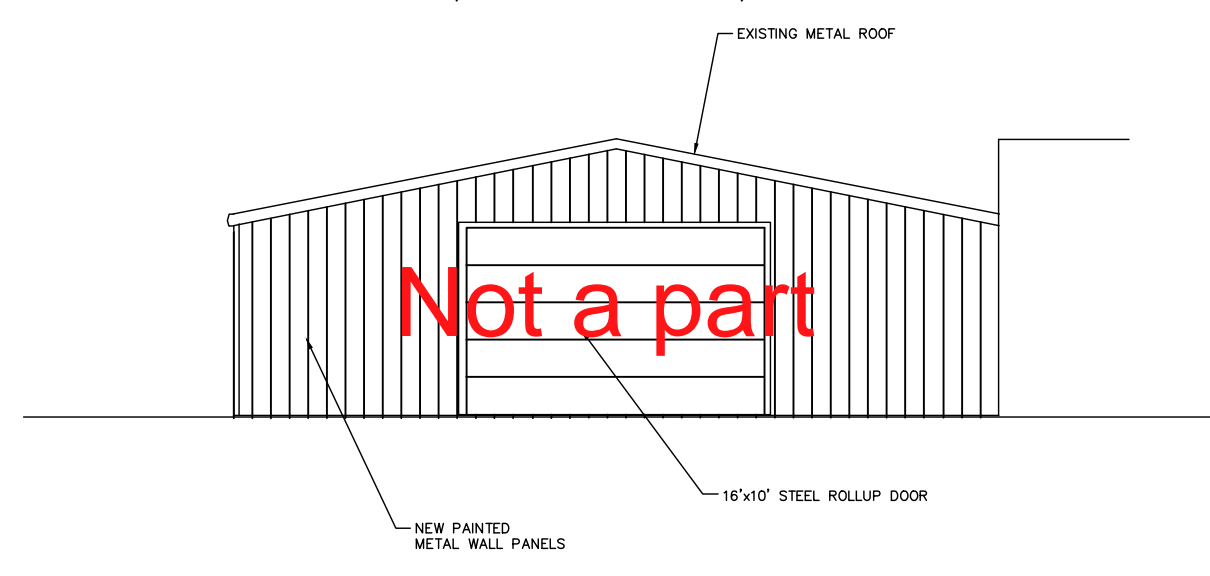 EXISTING METAL ROOF
Not a part
16'x10' STEEL ROLLUP DOOR
NEW PAINTED
METAL WALL PANELS